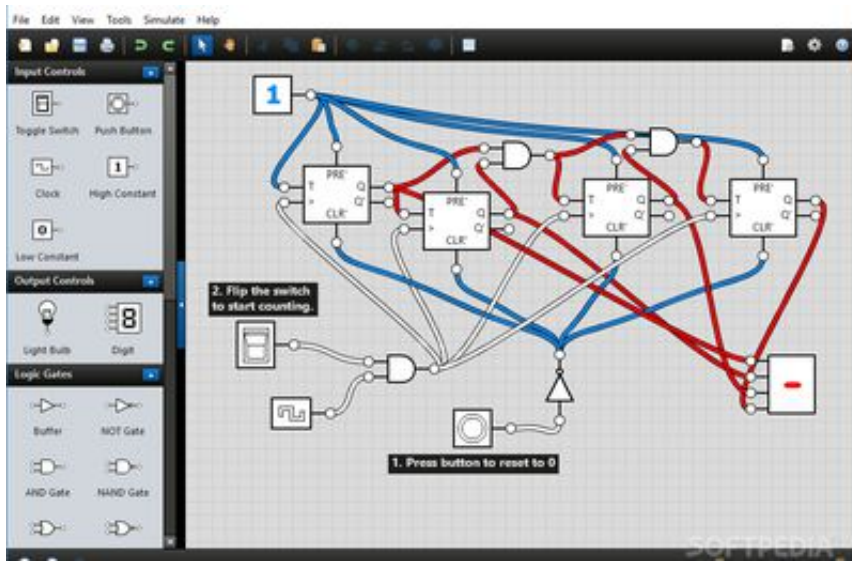 File Edit View Tools Simulate Help
Input Controls
Toggle Switch Push Button
Clock High Constant
Low Constant
Output Controls
Light Bulb Digit
Logic Gates
Buffer NOT Gate
AND Gate NAND Gate
1
PRE'
T Q
> Q'
CLR'
PRE'
T Q
> Q'
CLR'
PRE'
T Q
> Q'
CLR'
PRE'
T Q
> Q'
CLR'
2. Flip the switch
to start counting.
1. Press button to reset to 0
SOFTPEDIA